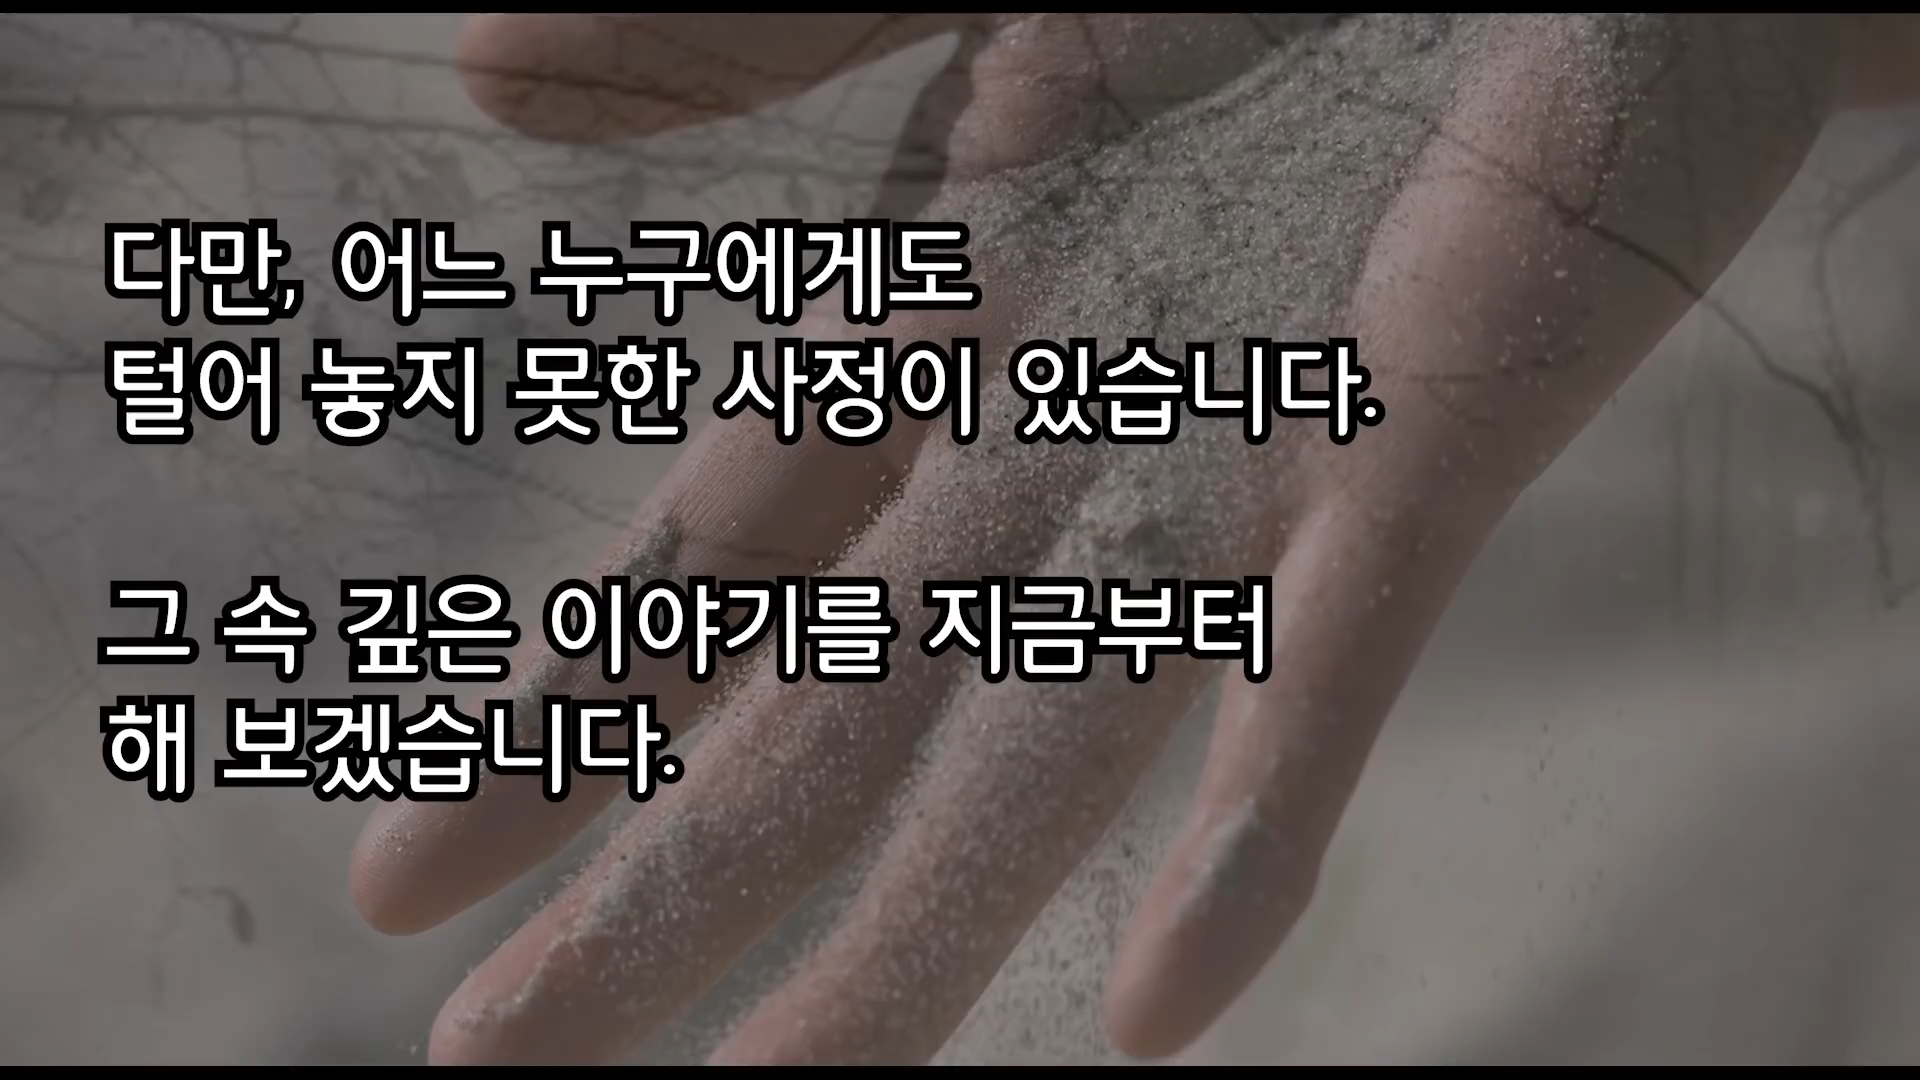 다만, 어느 누구에게도
털어 놓지 못한 사정이 있습니다.
그 속 깊은 이야기를 지금부터
해 보겠습니다.